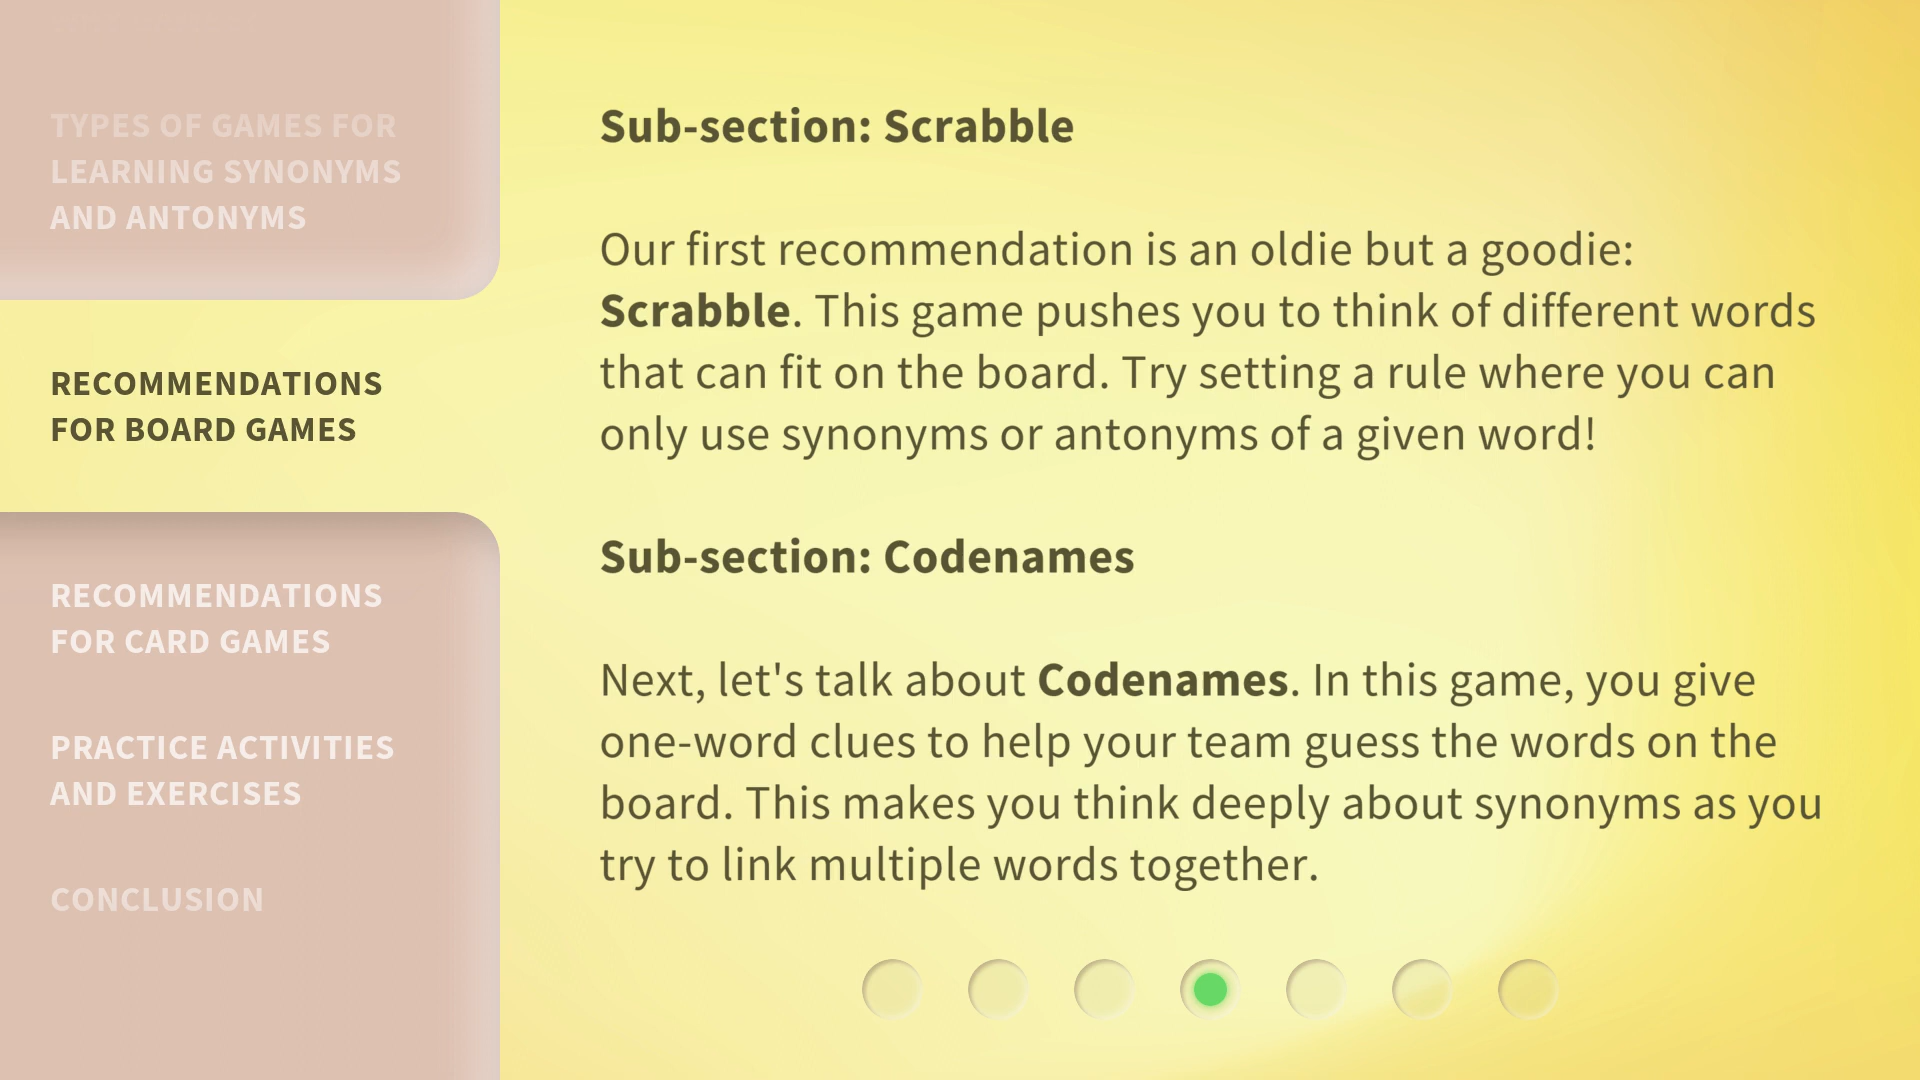 TYPES OF GAMES FOR
LEARNING SYNONYMS
AND ANTONYMS
RECOMMENDATIONS
FOR BOARD GAMES
RECOMMENDATIONS
FOR CARD GAMES
PRACTICE ACTIVITIES
AND EXERCISES
CONCLUSION
Sub-section: Scrabble
Our first recommendation is an oldie but a goodie:
Scrabble. This game pushes you to think of different words
that can fit on the board. Try setting a rule where you can
only use synonyms or antonyms of a given word!
Sub-section: Codenames
Next, let's talk about Codenames. In this game, you give
one-word clues to help your team guess the words on the
board. This makes you think deeply about synonyms as you
try to link multiple words together.